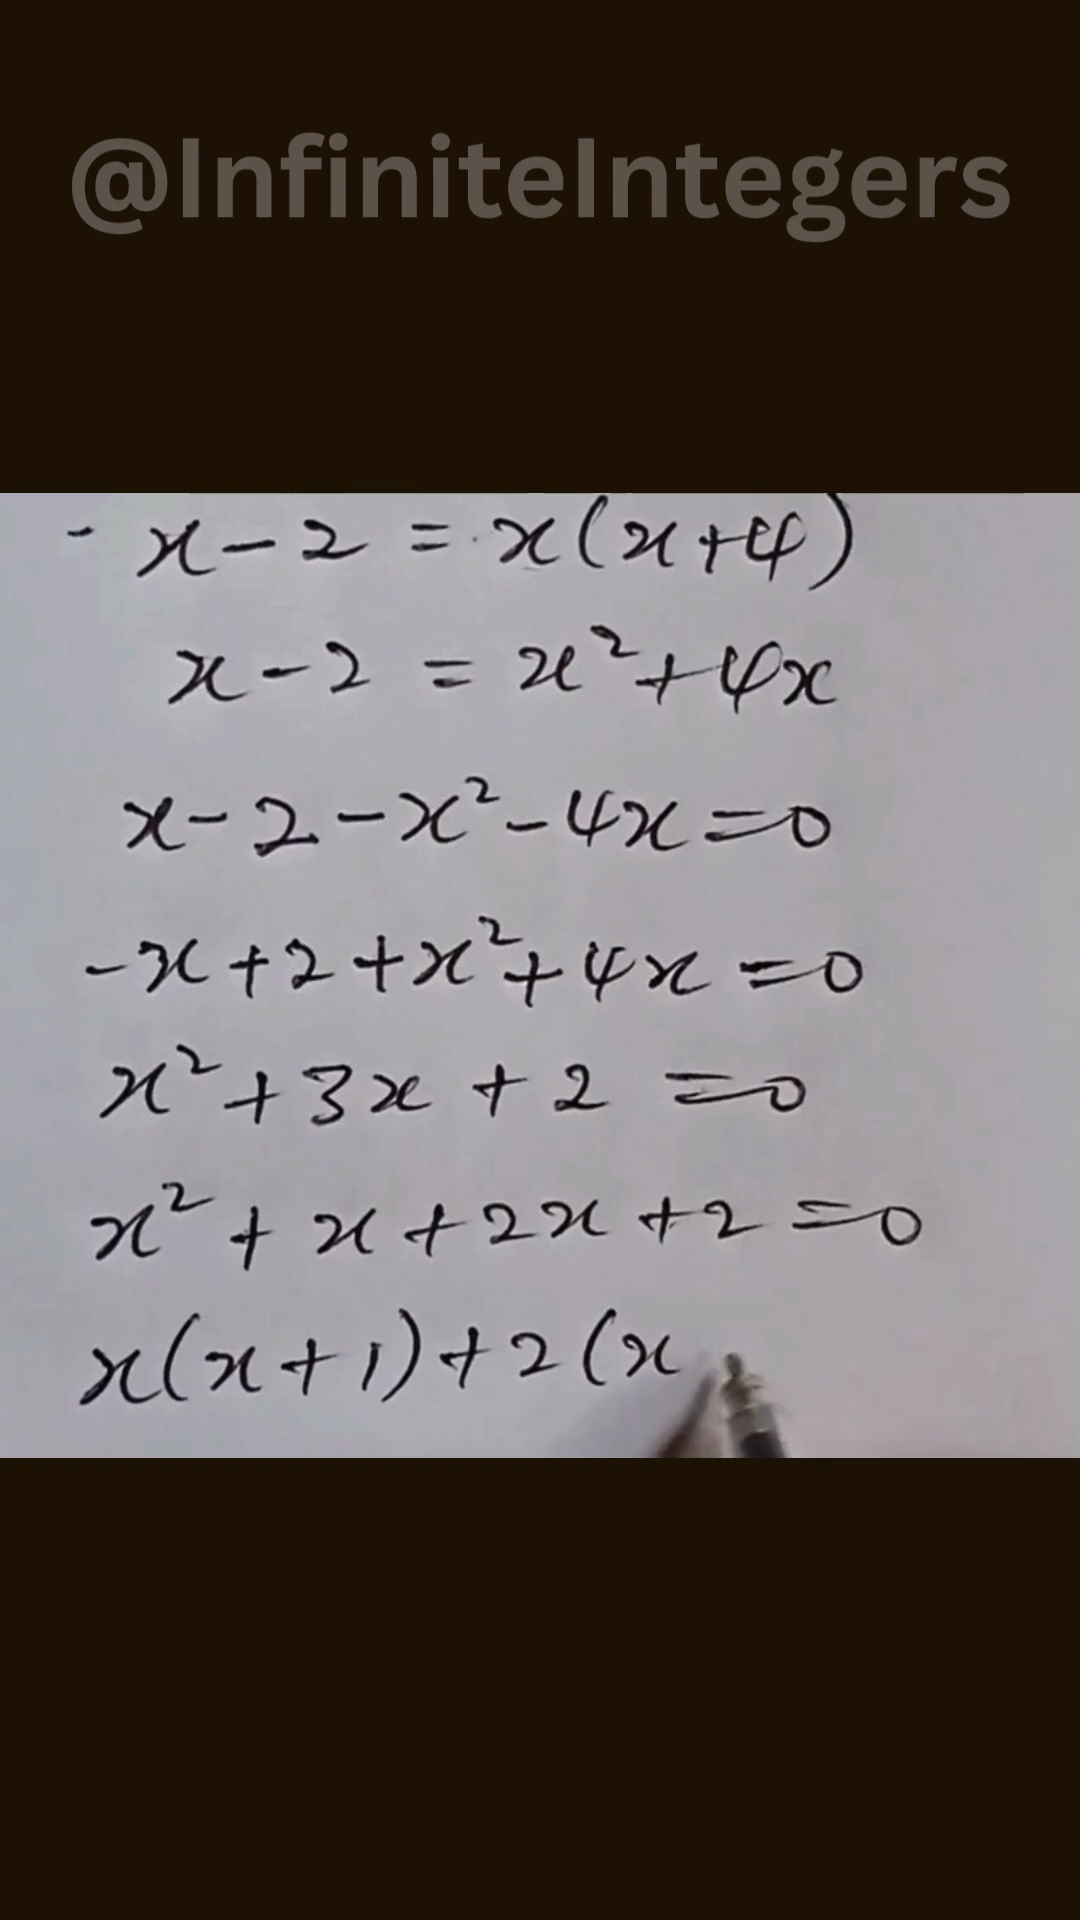 @InfiniteIntegers
- x - 2 = x(x+4)
x - 2 = x² + 4x
x - 2 - x² - 4x = 0
-x + 2 + x² + 4x = 0
x² + 3x + 2 = 0
x² + x + 2x + 2 = 0
x(x+1) + 2(x